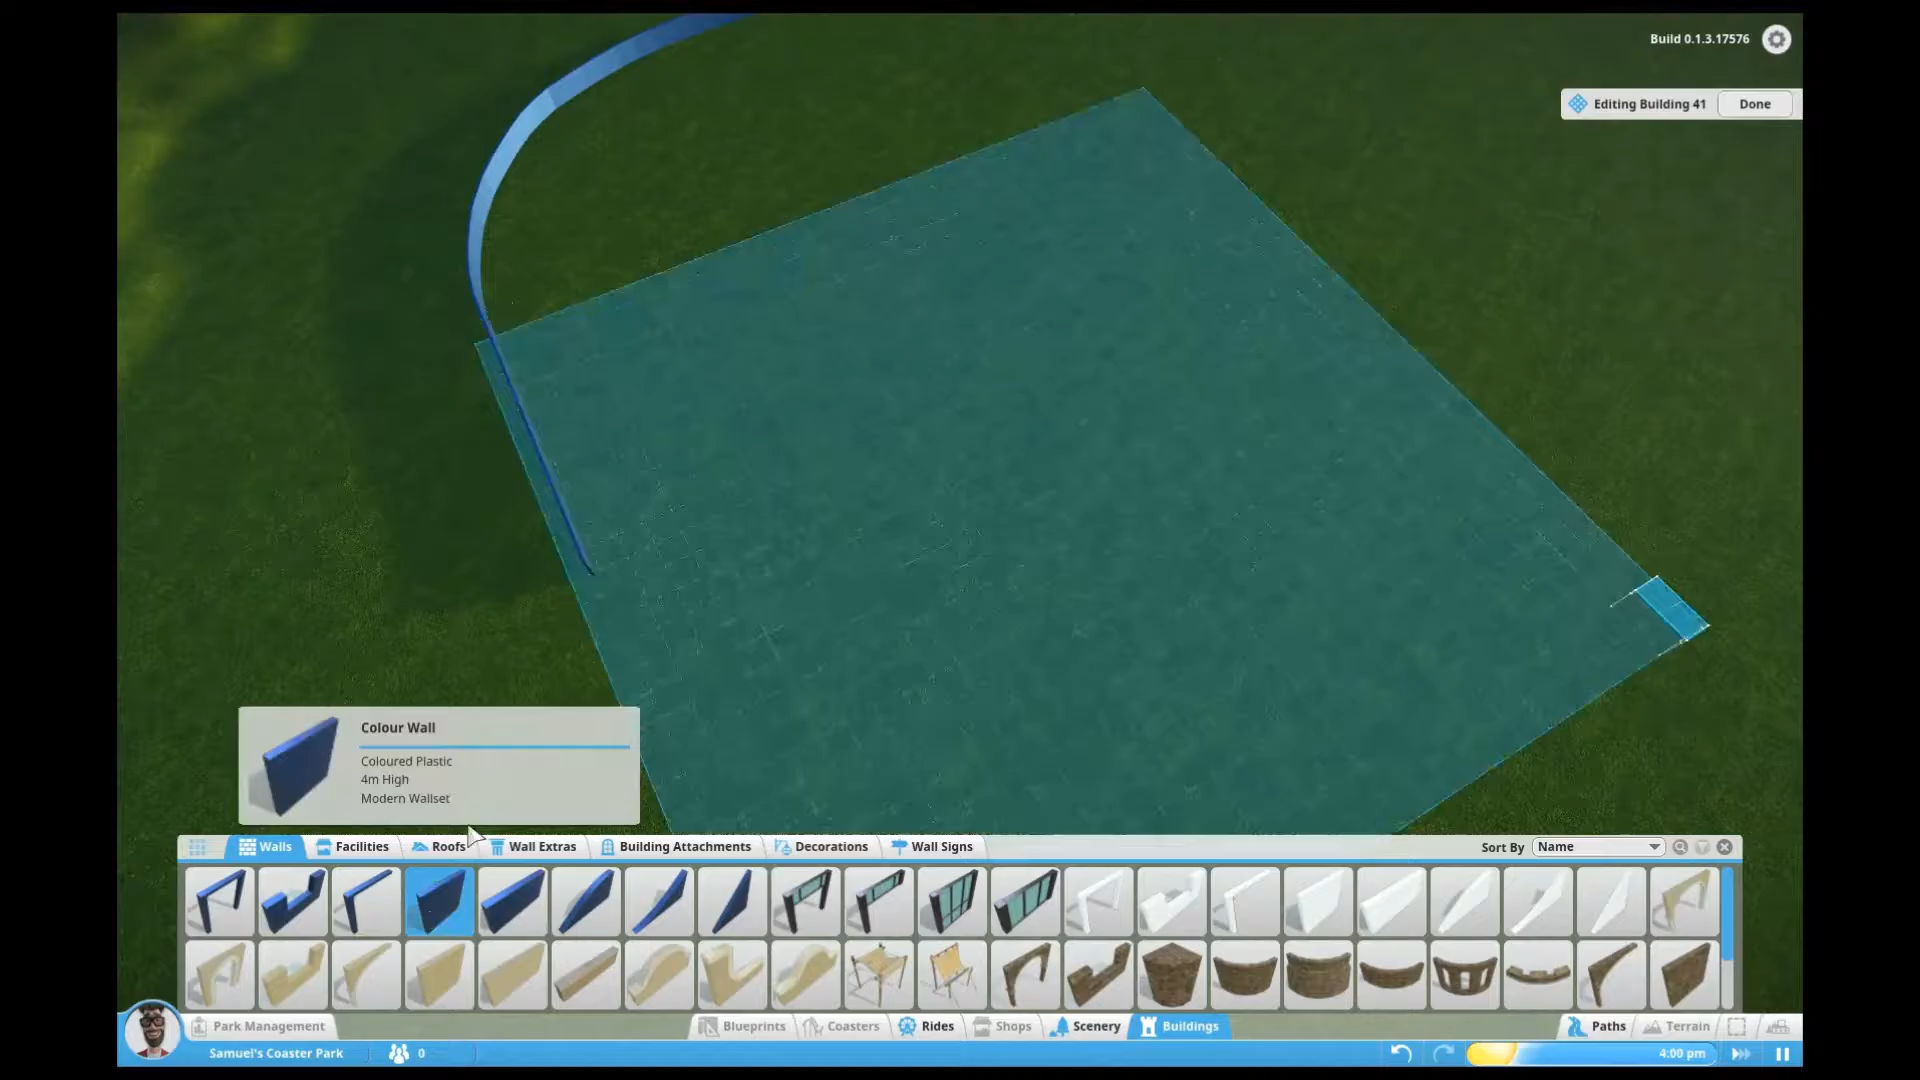 Build 0.1.3.17576
Editing Building 41
Done
Colour Wall
Coloured Plastic
4m High
Modern Wallset
Walls
Facilities
Roofs
Wall Extras
Building Attachments
Decorations
Wall Signs
Sort By
Name
Park Management
Blueprints
Coasters
Rides
Shops
Scenery
Buildings
Paths
Terrain
Samuel's Coaster Park
0
4:00 pm